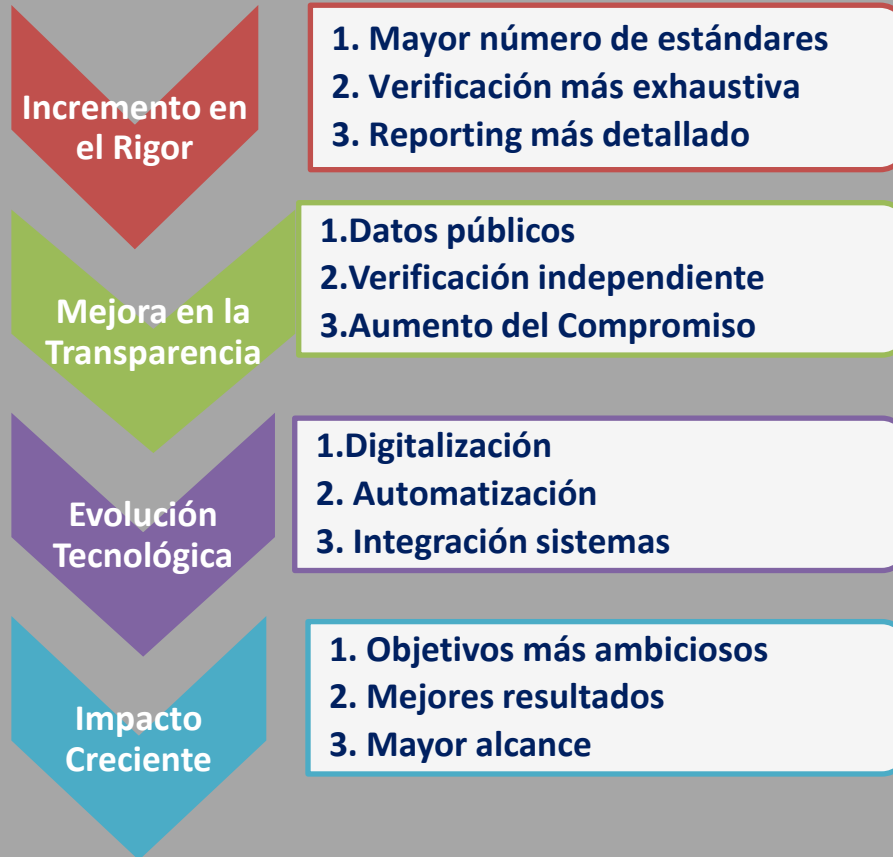 Incremento en
el Rigor
1. Mayor número de estándares
2. Verificación más exhaustiva
3. Reporting más detallado
Mejora en la
Transparencia
1.Datos públicos
2.Verificación independiente
3.Aumento del Compromiso
Evolución
Tecnológica
1.Digitalización
2. Automatización
3. Integración sistemas
Impacto
Creciente
1. Objetivos más ambiciosos
2. Mejores resultados
3. Mayor alcance